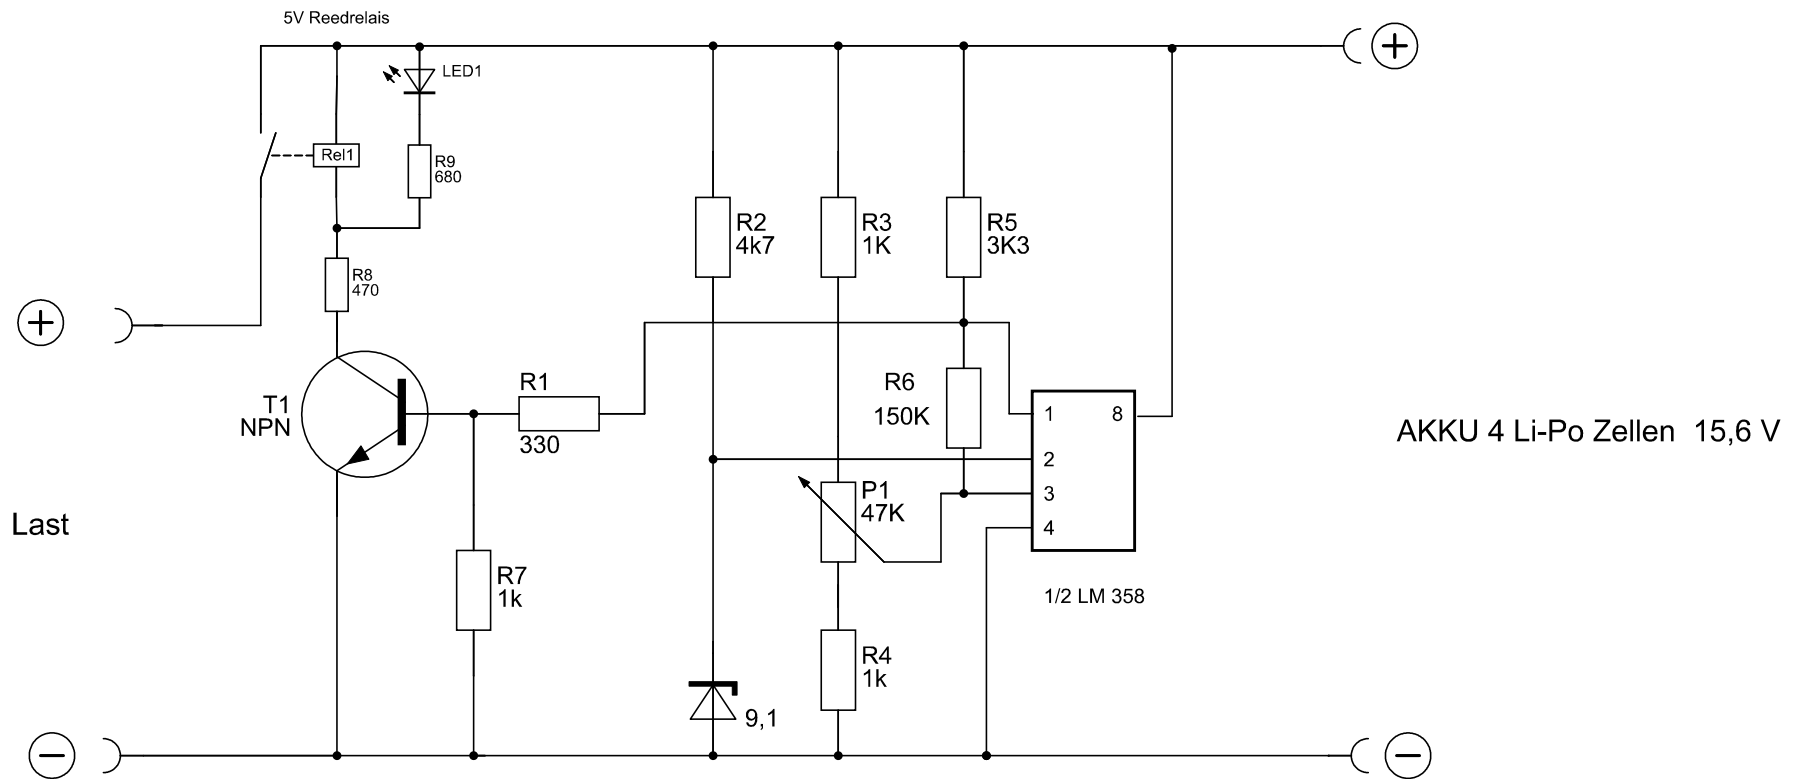 5V Reedrelais
LED1
Rel1
R9
680
R2
4k7
R3
1K
R5
3K3
R8
470
+
+
T1
NPN
R1
330
R6
150K
1
8
2
3
4
AKKU 4 Li-Po Zellen 15,6 V
P1
47K
Last
R7
1k
1/2 LM 358
R4
1k
9,1
−
−